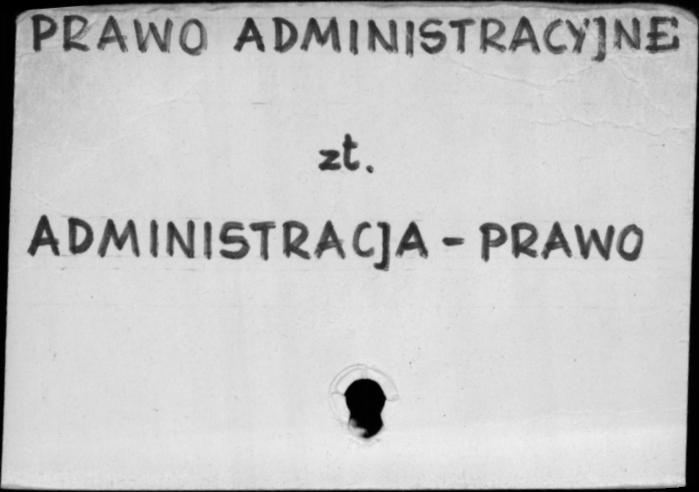 PRAWO ADMINISTRACYJNE
zt.
ADMINISTRACJA - PRAWO